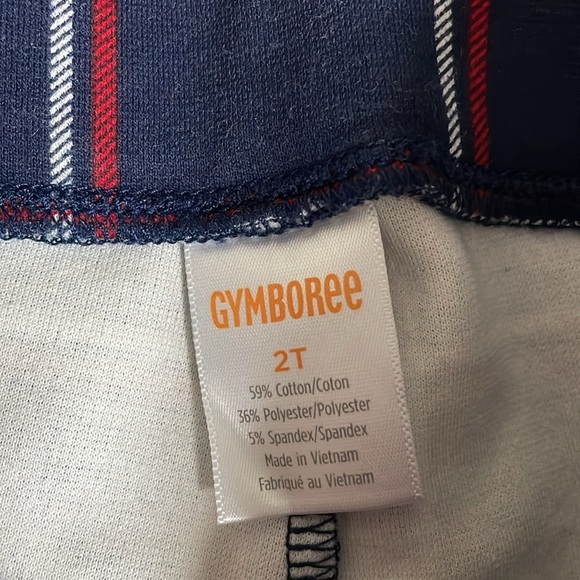 GYMBOREE
2T
59% Cotton/Coton
36% Polyester/Polyester
5% Spandex/Spandex
Made in Vietnam
Fabriqué au Vietnam